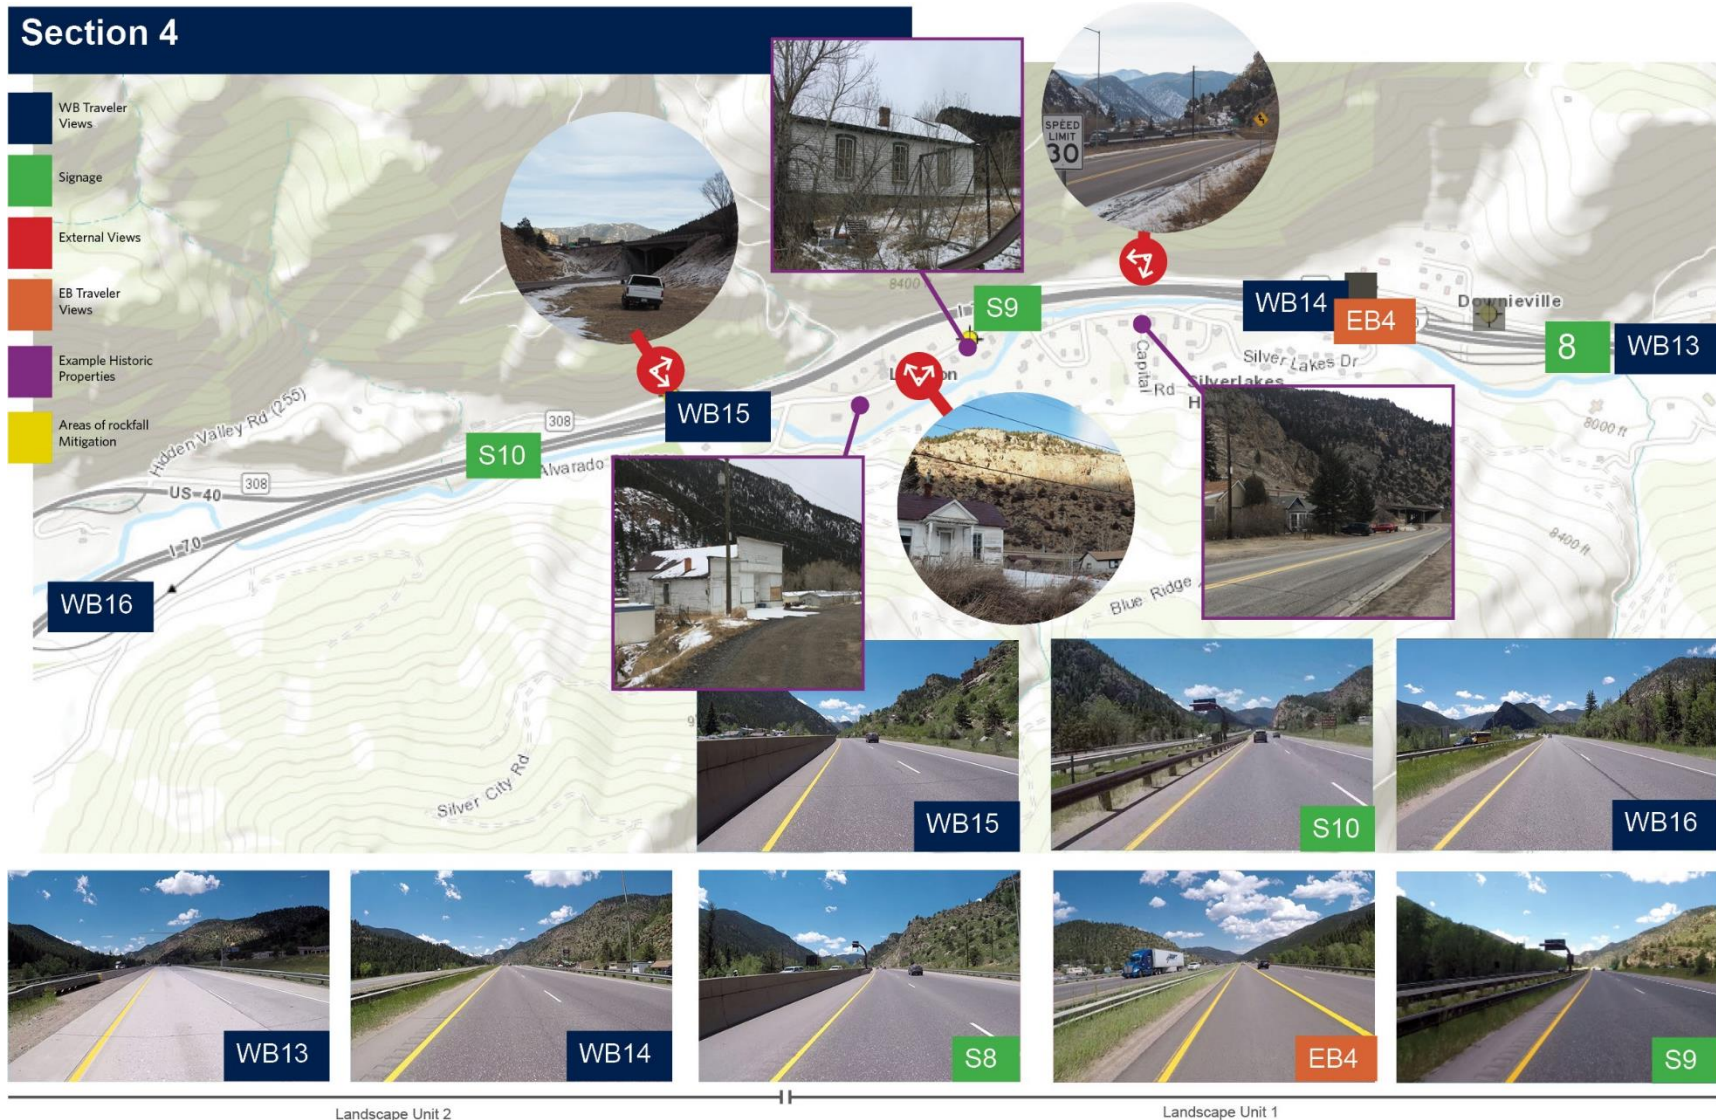 Section 4
WB Traveler
Views
Signage
External Views
EB Traveler
Views
Example Historic
Properties
Areas of rockfall
Mitigation
SPEED
LIMIT
30
8400
S9
WB14
EB4
Downieville
8
WB13
Capital
Rd
Silver Lakes Dr
Silverlakes
WB15
308
S10
Alvarado
Hidden Valley Rd (255)
US-40
308
I 70
WB16
8000 ft
8400 ft
Blue Ridge
Silver City Rd
WB15
S10
WB16
WB13
WB14
S8
EB4
S9
Landscape Unit 2
Landscape Unit 1